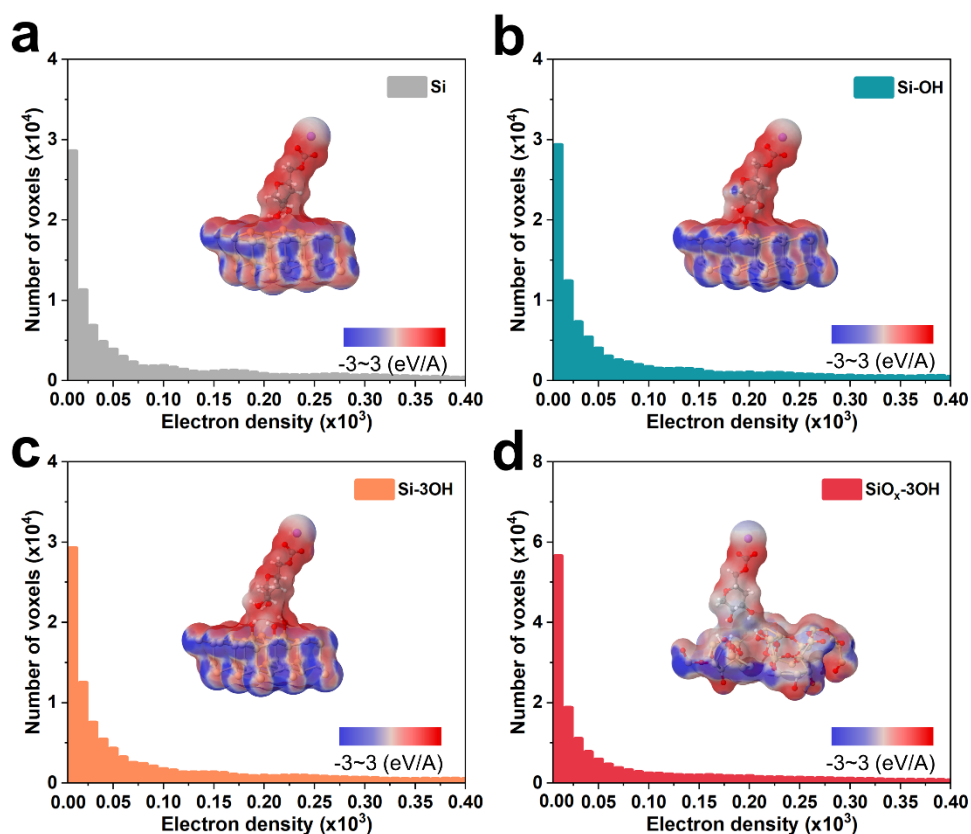 a
4
3
2
1
0
Number of voxels (x10⁴)
Si
-3~3 (eV/A)
0.00 0.05 0.10 0.15 0.20 0.25 0.30 0.35 0.40
Electron density (x10³)
b
4
3
2
1
0
Number of voxels (x10⁴)
Si-OH
-3~3 (eV/A)
0.00 0.05 0.10 0.15 0.20 0.25 0.30 0.35 0.40
Electron density (x10³)
c
4
3
2
1
0
Number of voxels (x10⁴)
Si-3OH
-3~3 (eV/A)
0.00 0.05 0.10 0.15 0.20 0.25 0.30 0.35 0.40
Electron density (x10³)
d
8
6
4
2
0
Number of voxels (x10⁴)
SiOₓ-3OH
-3~3 (eV/A)
0.00 0.05 0.10 0.15 0.20 0.25 0.30 0.35 0.40
Electron density (x10³)